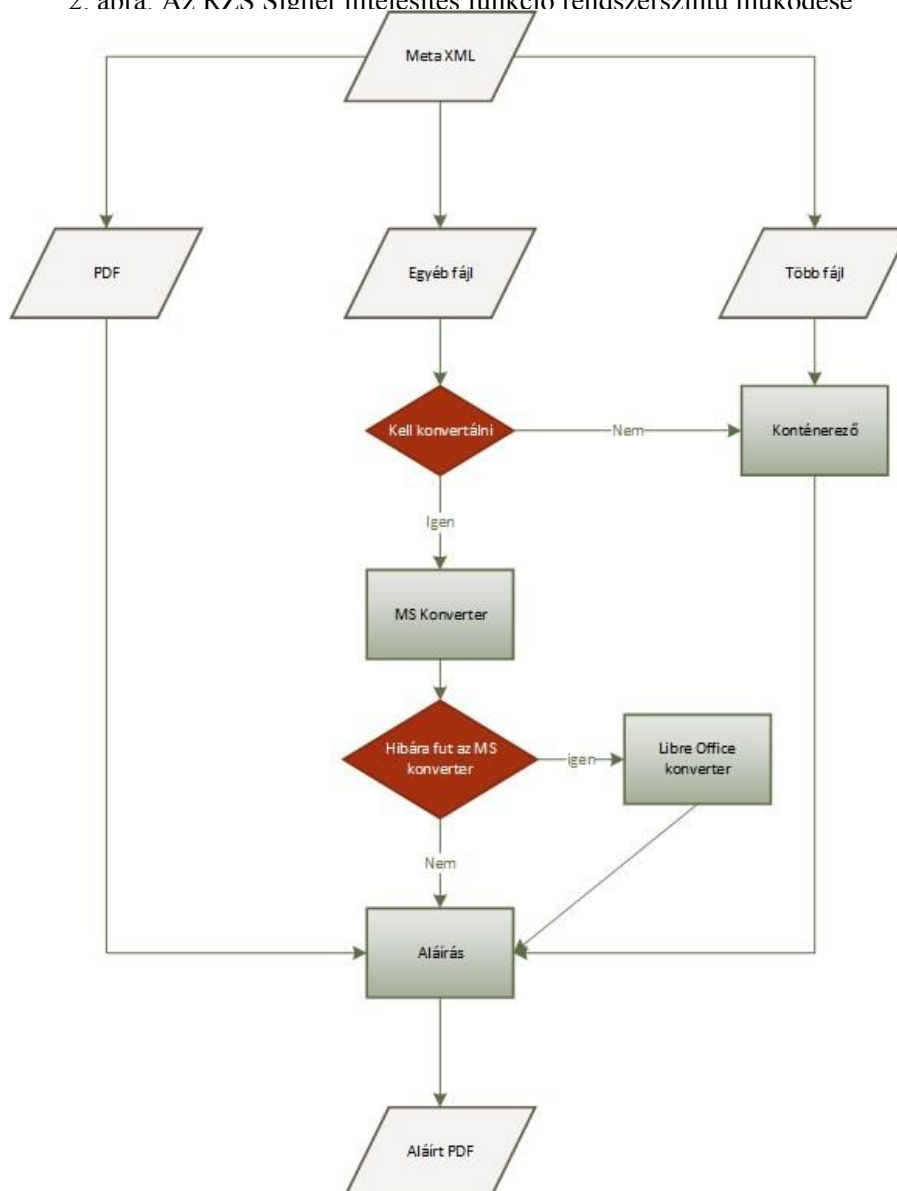 2. ábra: Az RZS Signer hitelesítés funkció rendszerszintű működése
Meta XML
PDF
Egyéb fájl
Több fájl
Kell konvertálni
Nem
Konténerező
Igen
MS Konverter
Hibára fut az MS
konverter
igen
Libre Office
konverter
Nem
Aláírás
Aláírt PDF